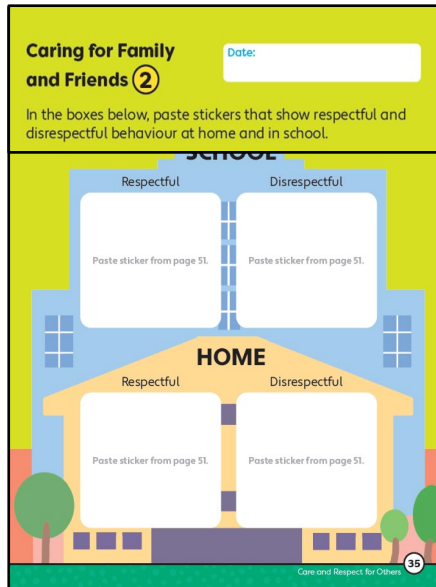 Caring for Family
and Friends 2
Date:
In the boxes below, paste stickers that show respectful and
disrespectful behaviour at home and in school.
SCHOOL
Respectful Disrespectful
Paste sticker from page 51. Paste sticker from page 51.
HOME
Respectful Disrespectful
Paste sticker from page 51. Paste sticker from page 51.
Care and Respect for Others 35